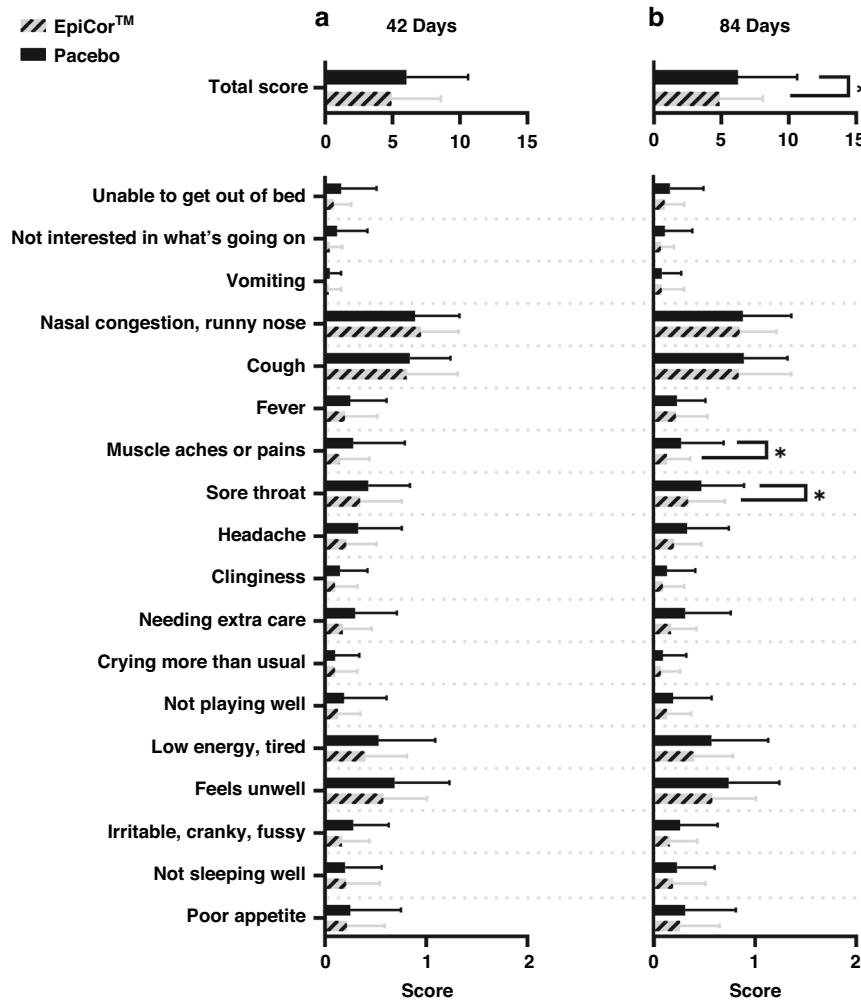 EpiCor™
Pacebo
a 42 Days
b 84 Days
Total score
0 5 10 15
0 5 10 15
*
Unable to get out of bed
Not interested in what's going on
Vomiting
Nasal congestion, runny nose
Cough
Fever
Muscle aches or pains
*
Sore throat
*
Headache
Clinginess
Needing extra care
Crying more than usual
Not playing well
Low energy, tired
Feels unwell
Irritable, cranky, fussy
Not sleeping well
Poor appetite
0 1 2
0 1 2
Score
Score